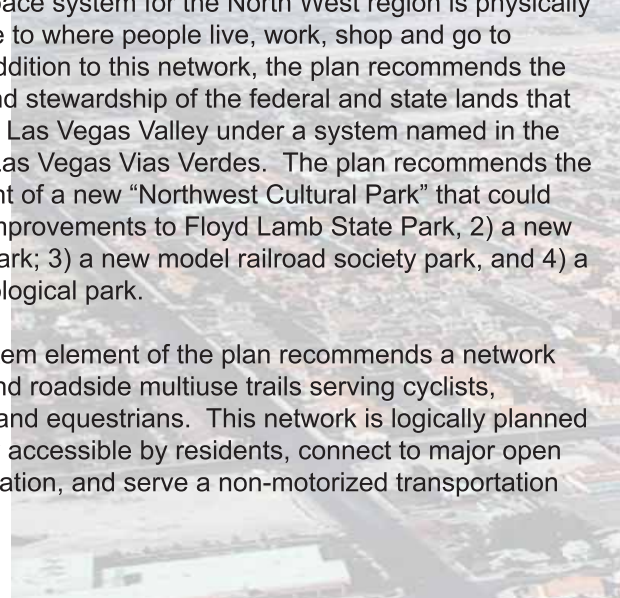 pace system for the North West region is physically
e to where people live, work, shop and go to
ddition to this network, the plan recommends the
nd stewardship of the federal and state lands that
Las Vegas Valley under a system named in the
Las Vegas Vias Verdes.  The plan recommends the
nt of a new “Northwest Cultural Park” that could
mprovements to Floyd Lamb State Park, 2) a new
ark; 3) a new model railroad society park, and 4) a
ological park.
em element of the plan recommends a network
nd roadside multiuse trails serving cyclists,
and equestrians.  This network is logically planned
accessible by residents, connect to major open
ation, and serve a non-motorized transportation